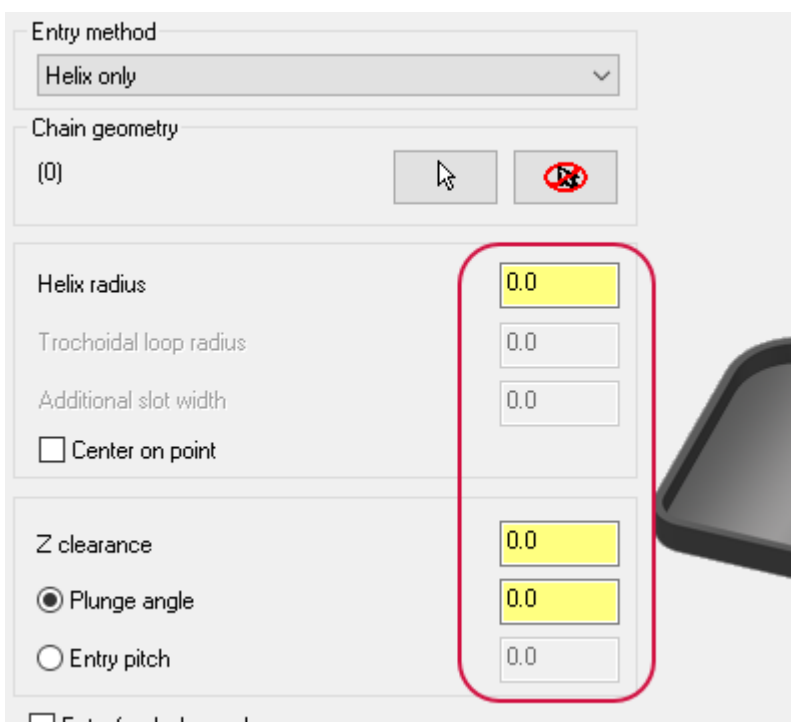 Entry method
Helix only
Chain geometry
(0)
Helix radius 0.0
Trochoidal loop radius 0.0
Additional slot width 0.0
Center on point
Z clearance 0.0
Plunge angle 0.0
Entry pitch 0.0